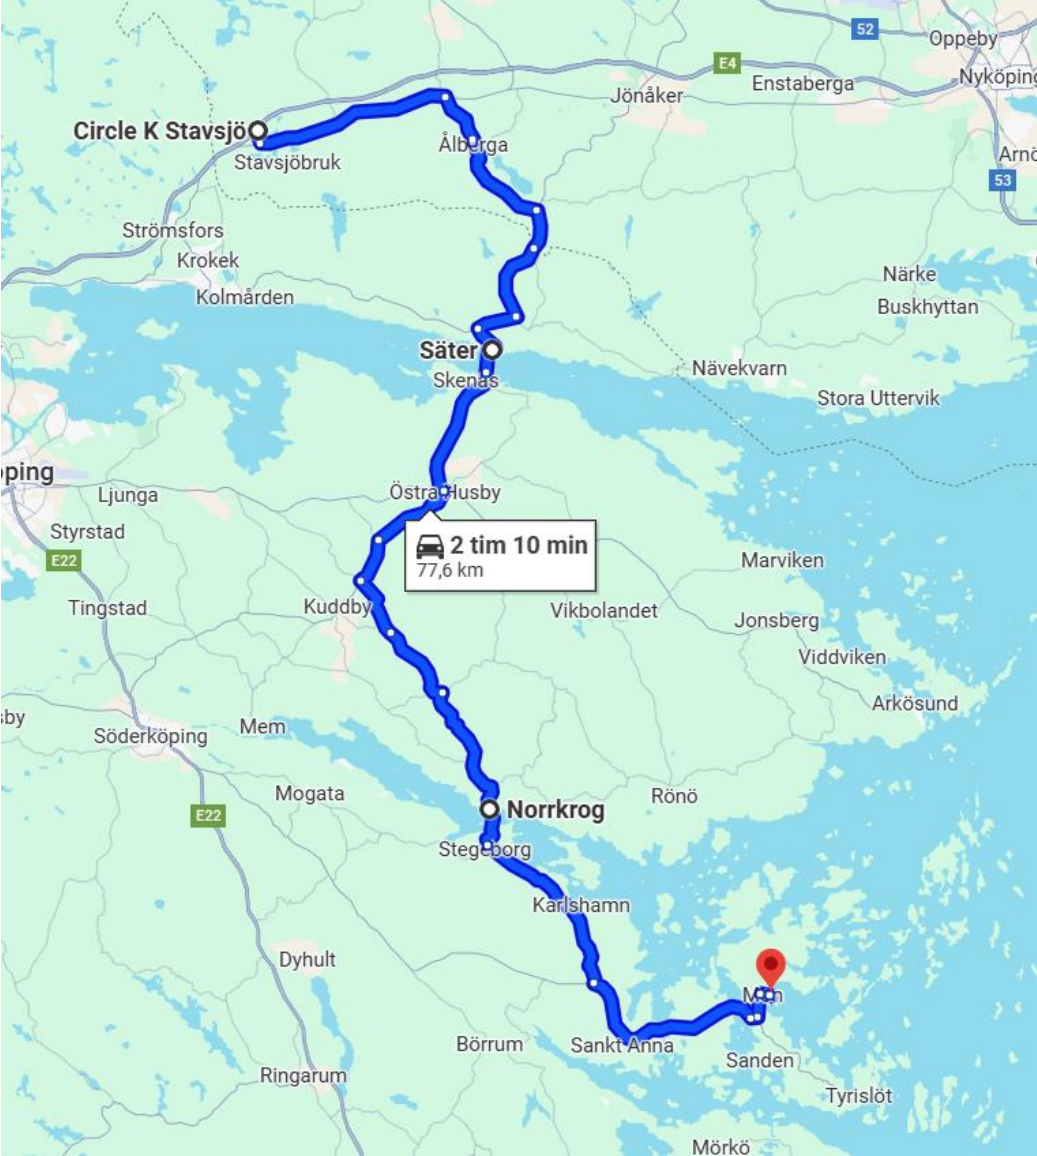 52
Oppeby
E4
Enstaberga
Nyköping
Jönåker
Circle K Stavsjö
Stavsjöbruk
Ålberga
Arnö
53
Strömsfors
Krokek
Kolmården
Närke
Buskhyttan
Säter
Skenäs
Nävekvarn
Stora Uttervik
ping
Ljunga
Östra Husby
Styrstad
E22
2 tim 10 min
77,6 km
Marviken
Tingstad
Kuddby
Vikbolandet
Jonsberg
Viddviken
Arkösund
sby
Söderköping
Mem
Mogata
E22
Norrkrog
Rönö
Stegeborg
Karlshamn
Dyhult
Börrum
Sankt Anna
Sanden
Ringarum
Tyrislöt
Mörkö